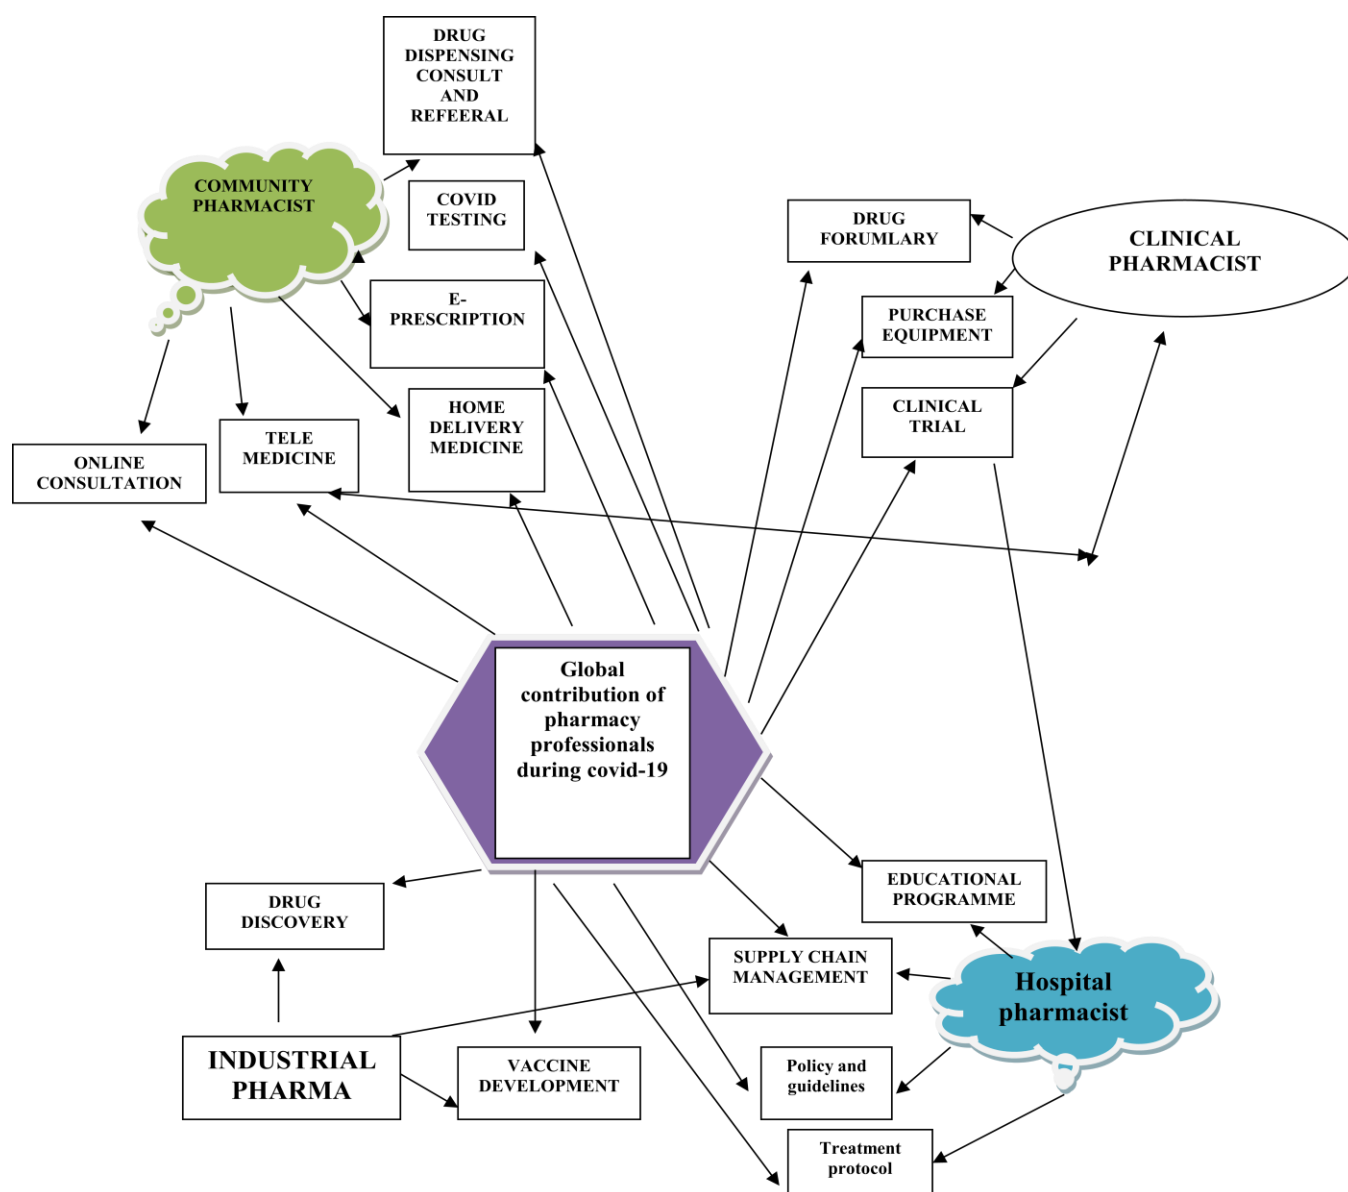 DRUG
DISPENSING
CONSULT
AND
REFEERAL
COMMUNITY
PHARMACIST
COVID
TESTING
DRUG
FORUMLARY
CLINICAL
PHARMACIST
E-
PRESCRIPTION
PURCHASE
EQUIPMENT
HOME
DELIVERY
MEDICINE
CLINICAL
TRIAL
TELE
MEDICINE
ONLINE
CONSULTATION
Global
contribution of
pharmacy
professionals
during covid-19
EDUCATIONAL
PROGRAMME
DRUG
DISCOVERY
SUPPLY CHAIN
MANAGEMENT
Hospital
pharmacist
INDUSTRIAL
PHARMA
VACCINE
DEVELOPMENT
Policy and
guidelines
Treatment
protocol